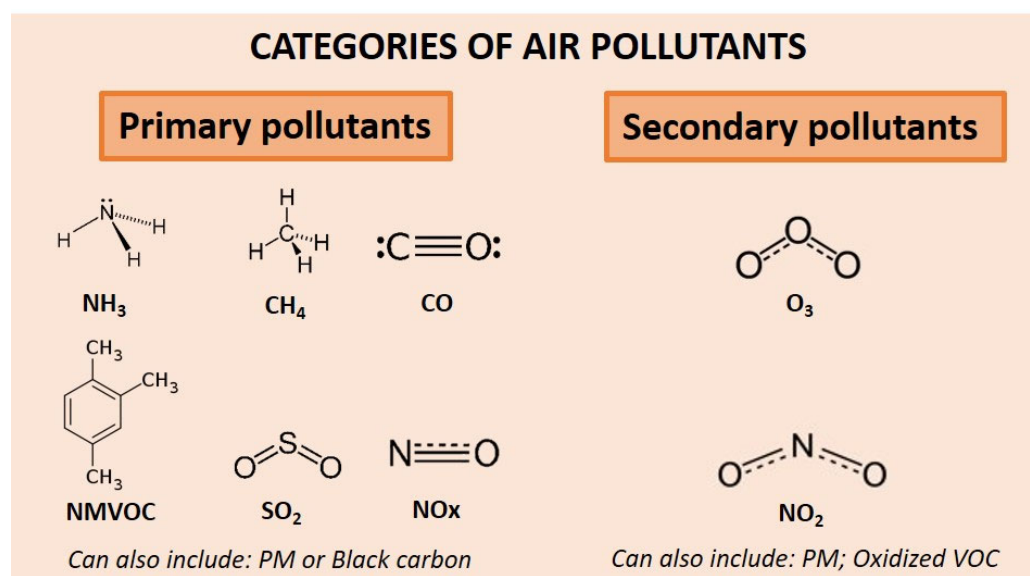 CATEGORIES OF AIR POLLUTANTS
Primary pollutants
Secondary pollutants
N H H H
H C H H H
:C≡O:
O O O
NH₃
CH₄
CO
O₃
CH₃
CH₃
CH₃
O S O
N O
O N O
NMVOC
SO₂
NOx
NO₂
Can also include: PM or Black carbon
Can also include: PM; Oxidized VOC